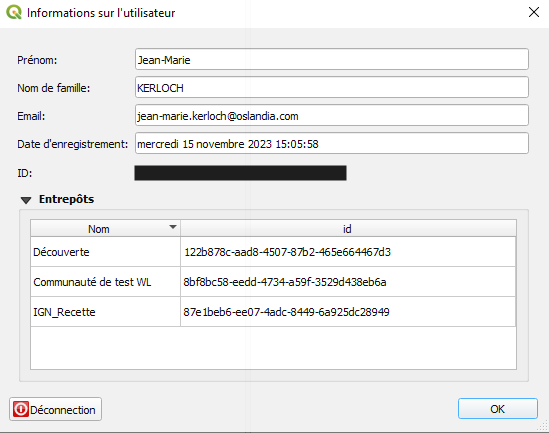 Informations sur l'utilisateur
Prénom: Jean-Marie
Nom de famille: KERLOCH
Email: jean-marie.kerloch@oslandia.com
Date d'enregistrement: mercredi 15 novembre 2023 15:05:58
ID:
Entrepôts
Nom id
Découverte 122b878c-aad8-4507-87b2-465e664467d3
Communauté de test WL 8bf8bc58-eedd-4734-a59f-3529d438eb6a
IGN_Recette 87e1beb6-ee07-4adc-8449-6a925dc28949
Déconnection OK